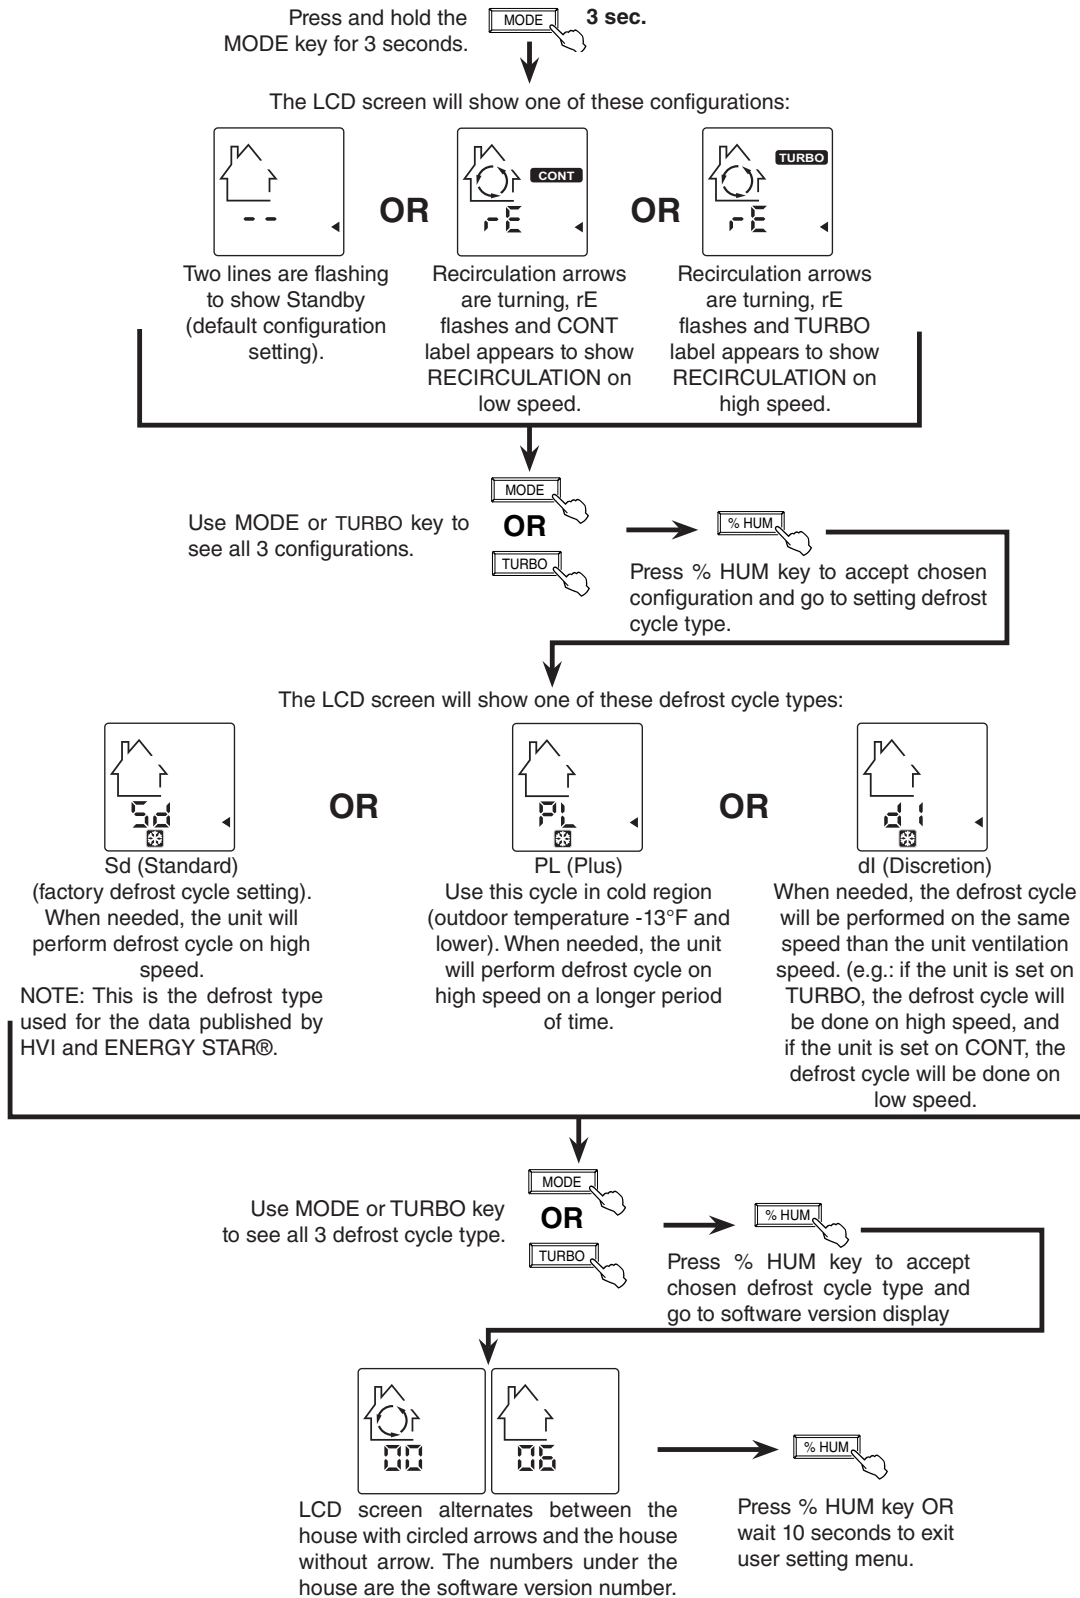 Press and hold the
MODE key for 3 seconds.
MODE
3 sec.
The LCD screen will show one of these configurations:
- -
OR
CONT
rE
OR
TURBO
rE
Two lines are flashing
to show Standby
(default configuration
setting).
Recirculation arrows
are turning, rE
flashes and CONT
label appears to show
RECIRCULATION on
low speed.
Recirculation arrows
are turning, rE
flashes and TURBO
label appears to show
RECIRCULATION on
high speed.
Use MODE or TURBO key to
see all 3 configurations.
MODE
OR
TURBO
% HUM
Press % HUM key to accept chosen
configuration and go to setting defrost
cycle type.
The LCD screen will show one of these defrost cycle types:
Sd
OR
PL
OR
dI
Sd (Standard)
(factory defrost cycle setting).
When needed, the unit will
perform defrost cycle on high
speed.
NOTE: This is the defrost type
used for the data published by
HVI and ENERGY STAR®.
PL (Plus)
Use this cycle in cold region
(outdoor temperature -13°F and
lower). When needed, the unit
will perform defrost cycle on
high speed on a longer period
of time.
dI (Discretion)
When needed, the defrost cycle
will be performed on the same
speed than the unit ventilation
speed. (e.g.: if the unit is set on
TURBO, the defrost cycle will
be done on high speed, and
if the unit is set on CONT, the
defrost cycle will be done on
low speed.
Use MODE or TURBO key
to see all 3 defrost cycle type.
MODE
OR
TURBO
% HUM
Press % HUM key to accept
chosen defrost cycle type and
go to software version display
00
06
% HUM
LCD screen alternates between the
house with circled arrows and the house
without arrow. The numbers under the
house are the software version number.
Press % HUM key OR
wait 10 seconds to exit
user setting menu.